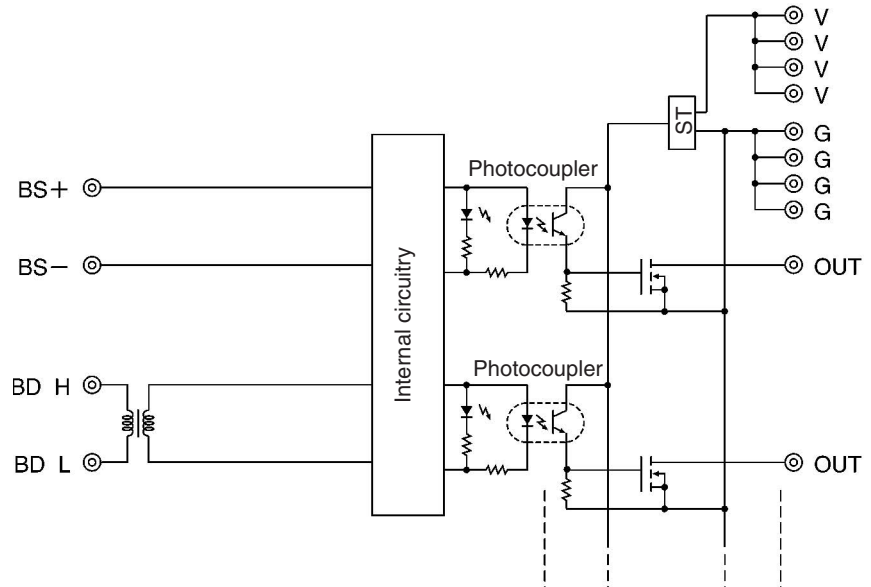 V
V
V
V
ST
G
G
G
G
Photocoupler
BS+
BS−
OUT
Internal circuitry
Photocoupler
BD H
BD L
OUT